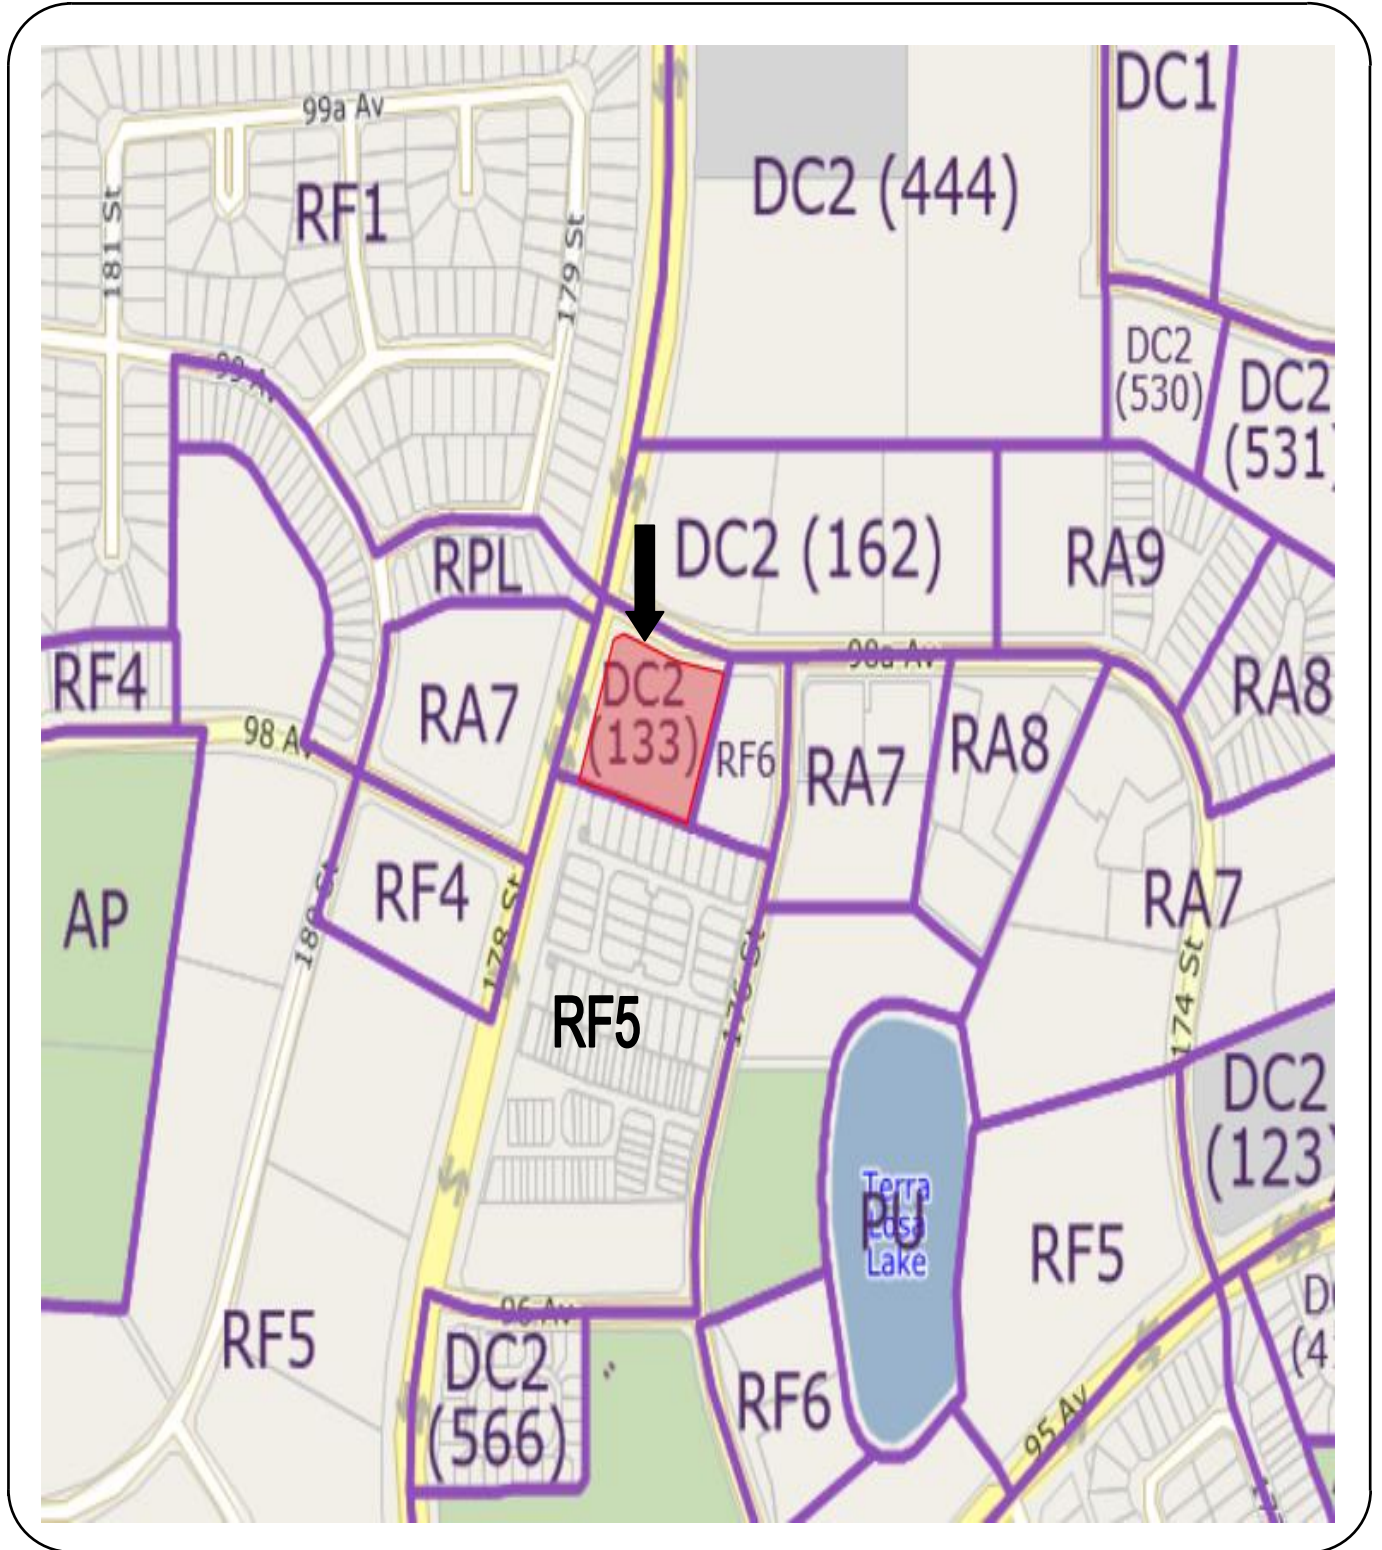 DC1
99a Av
DC2 (444)
RF1
181 St
179 St
DC2
(530)
99 Av
DC2
(531)
DC2 (162)
RA9
RPL
98a Av
RF4
RA7
DC2
(133)
RF6
RA7
RA8
RA8
98 Av
AP
RF4
180 St
178 St
RA7
176 St
RF5
174 St
DC2
(123)
Terra
Losa
Lake
PU
RF5
RF5
96 Av
DC2
(566)
RF6
95 Av